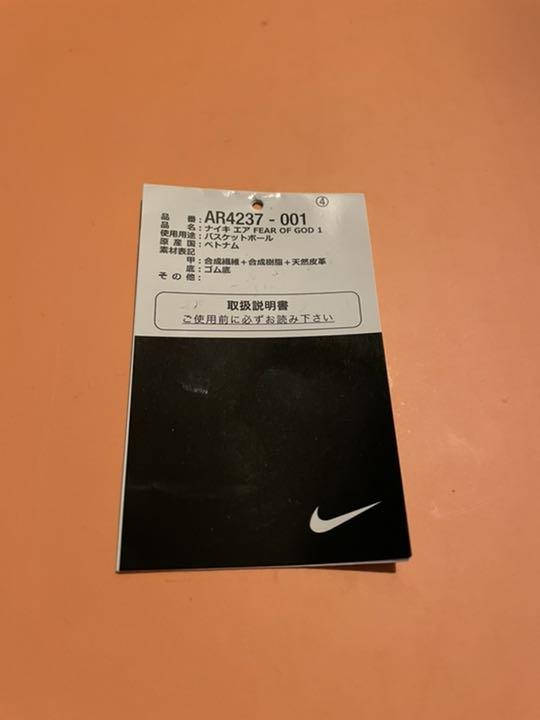 ④
品番:AR4237 - 001
品名:ナイキ エア FEAR OF GOD 1
使用用途:バスケットボール
原産国:ベトナム
素材表記
甲:合成繊維+合成樹脂+天然皮革
底:ゴム底
その他:
取扱説明書
ご使用前に必ずお読み下さい